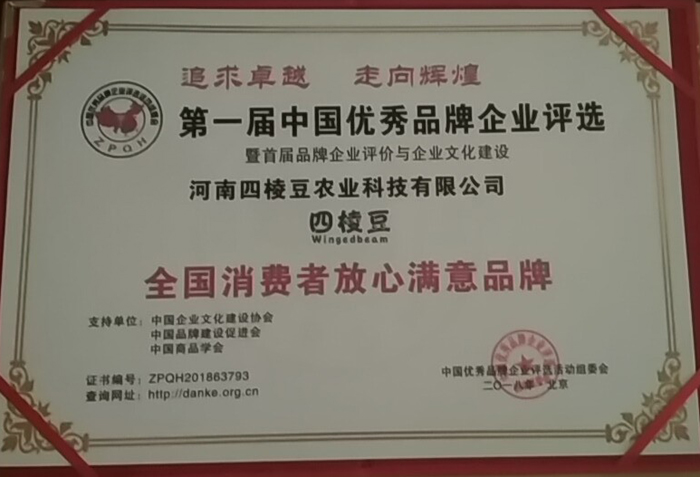 追求卓越 走向辉煌
第一届中国优秀品牌企业评选
暨首届品牌企业评价与企业文化建设
河南四棱豆农业科技有限公司
四棱豆
Wingedbeam
全国消费者放心满意品牌
支持单位：中国企业文化建设协会
中国品牌建设促进会
中国商品学会
证书编号：ZPQH201863793
查询网址：http://danke.org.cn
中国优秀品牌企业评选活动组委会
二〇一八年 北京
ZPQH